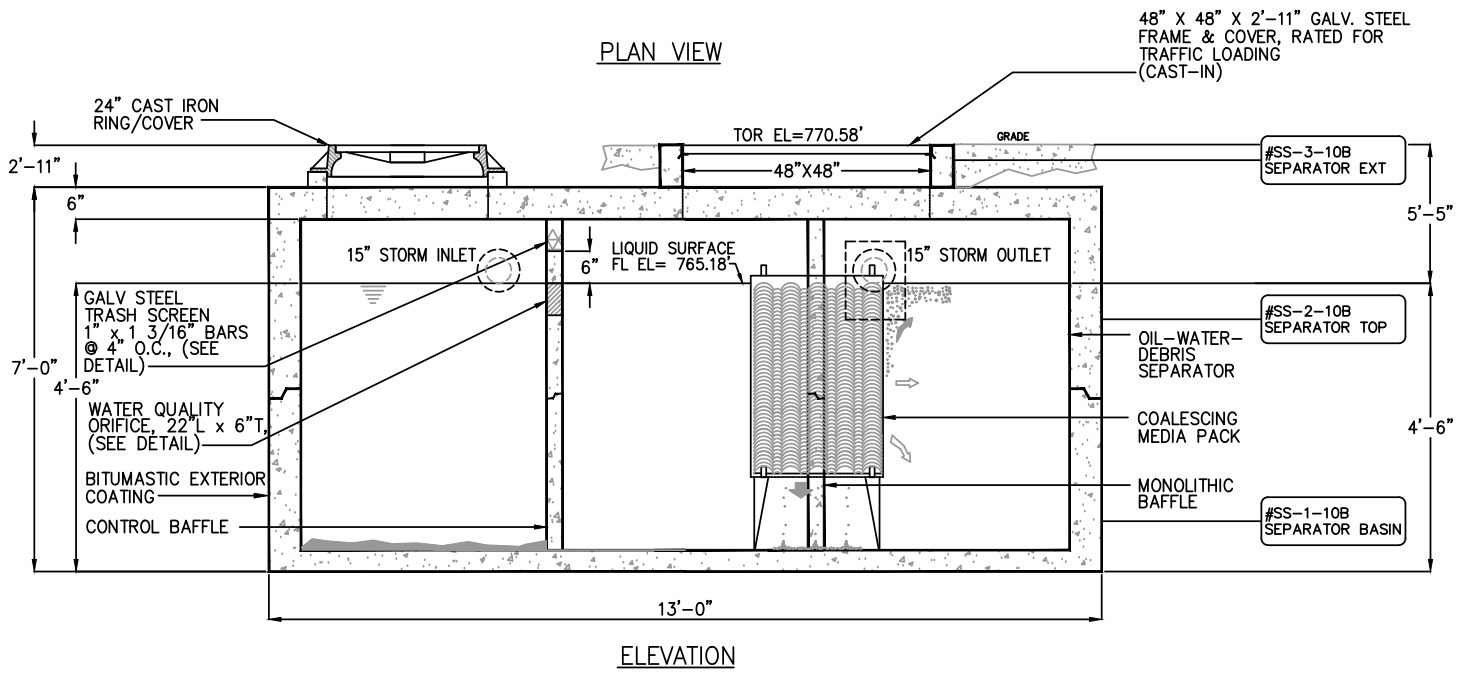 PLAN VIEW
48” X 48” X 2’-11” GALV. STEEL
FRAME & COVER, RATED FOR
TRAFFIC LOADING
(CAST-IN)
24” CAST IRON
RING/COVER
TOR EL=770.58’
GRADE
48”X48”
#SS-3-10B
SEPARATOR EXT
2’-11”
6”
5’-5”
15” STORM INLET
6”
LIQUID SURFACE
FL EL= 765.18’
15” STORM OUTLET
GALV STEEL
TRASH SCREEN
1” x 1 3/16” BARS
@ 4” O.C., (SEE
DETAIL)
#SS-2-10B
SEPARATOR TOP
OIL-WATER-
DEBRIS
SEPARATOR
7’-0”
4’-6”
WATER QUALITY
ORIFICE, 22”L x 6”T,
(SEE DETAIL)
COALESCING
MEDIA PACK
4’-6”
BITUMASTIC EXTERIOR
COATING
MONOLITHIC
BAFFLE
CONTROL BAFFLE
#SS-1-10B
SEPARATOR BASIN
13’-0”
ELEVATION